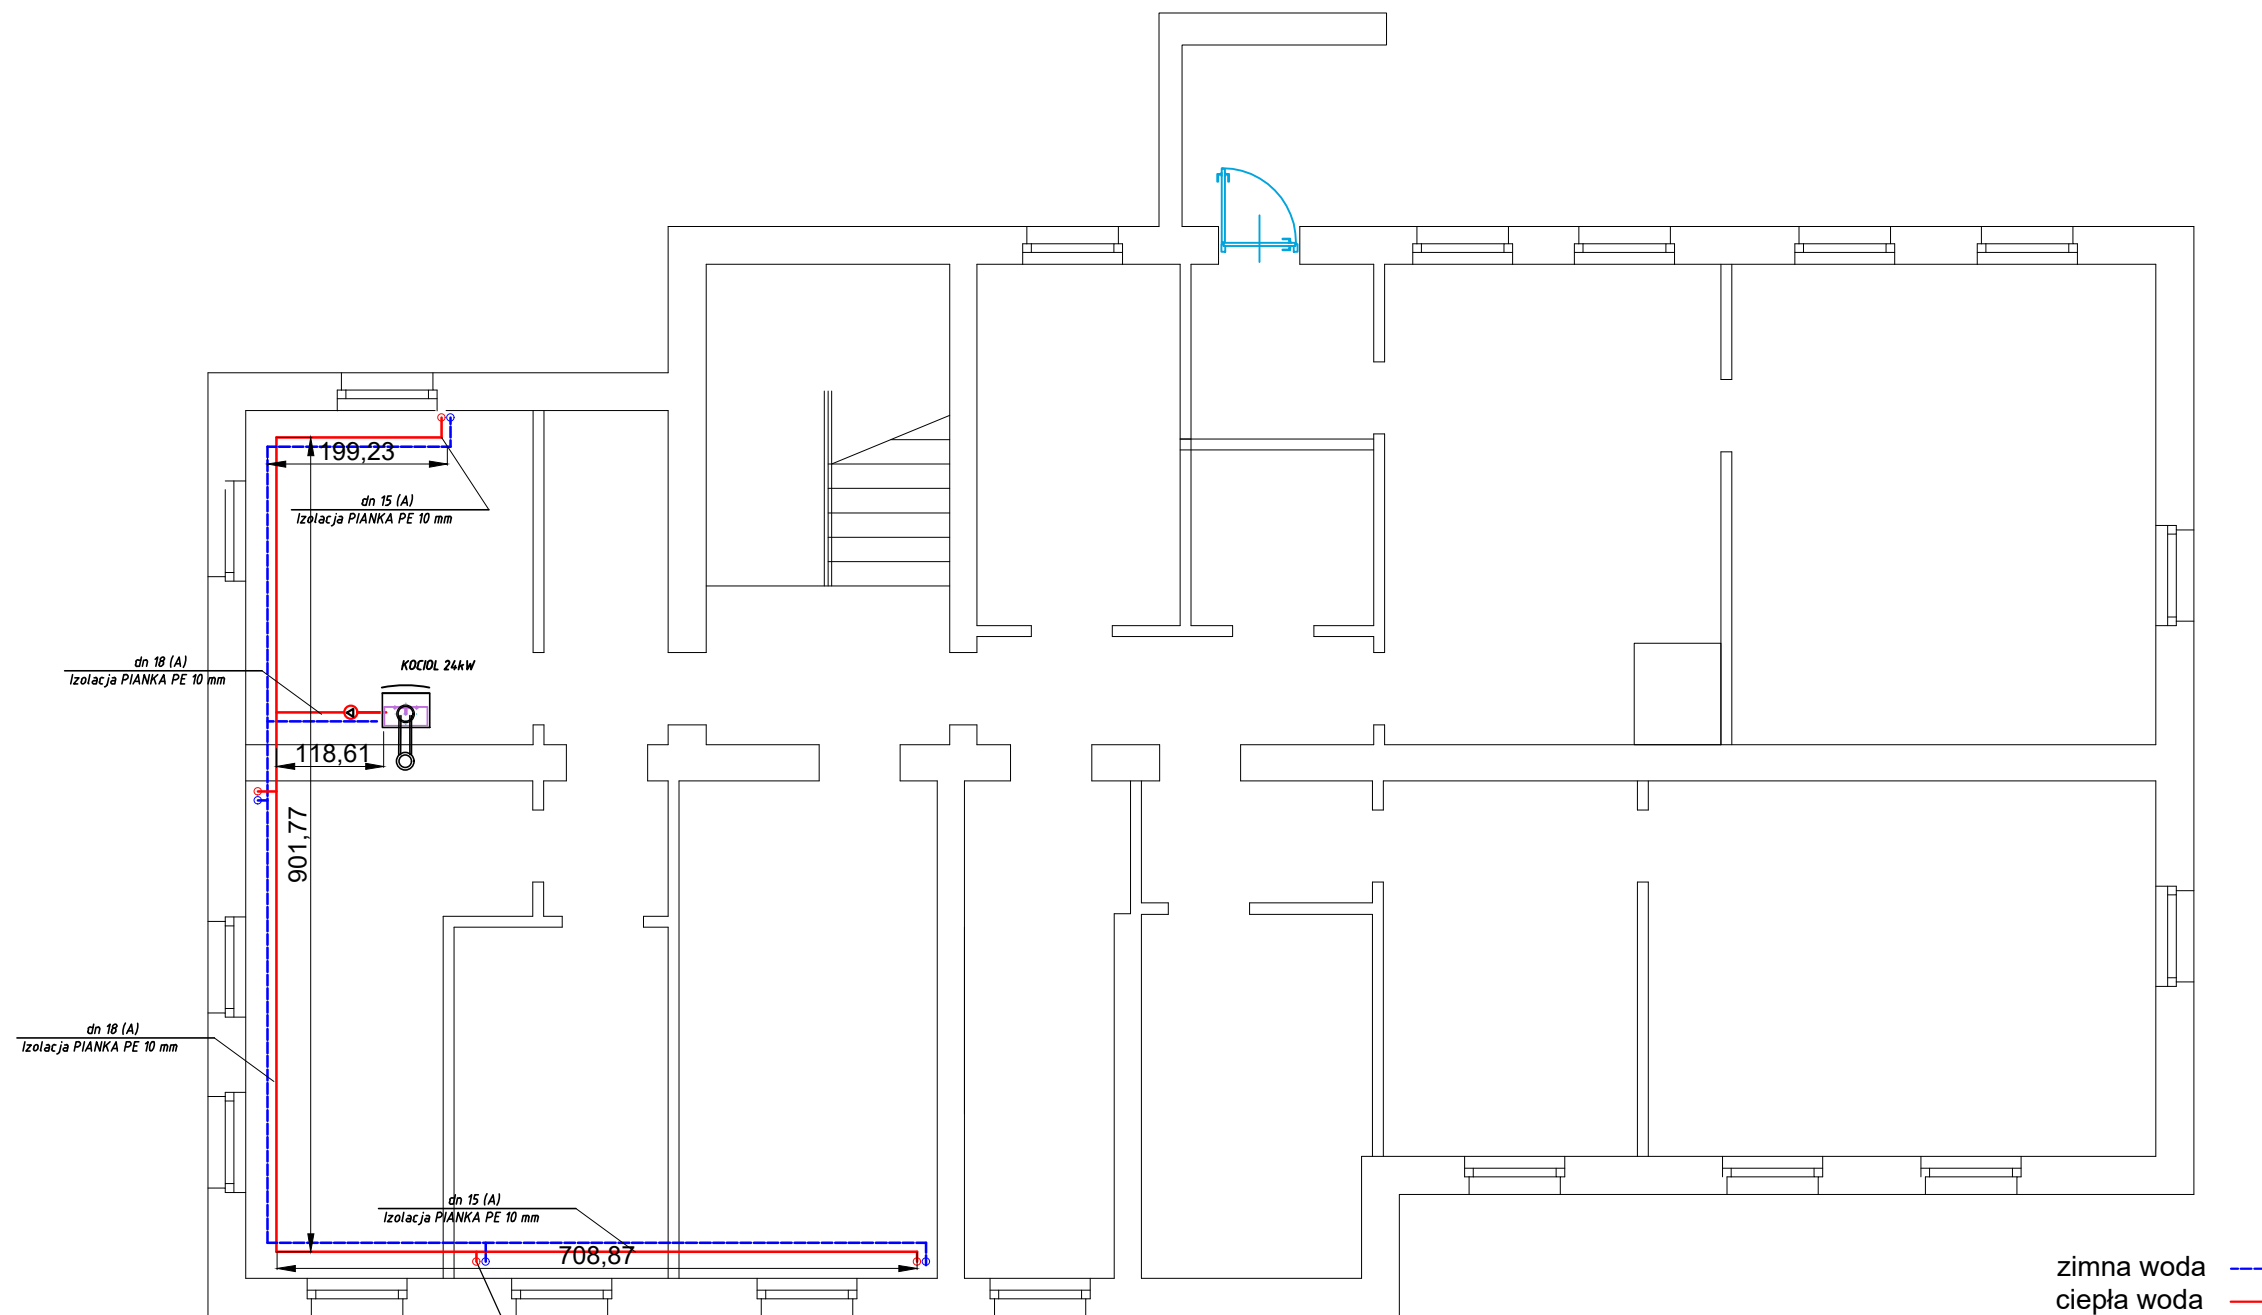 199,23
dn 15 (A)
Izolacja PIANKA PE 10 mm
dn 18 (A)
Izolacja PIANKA PE 10 mm
KOCIOL 24kW
118,61
901,77
dn 18 (A)
Izolacja PIANKA PE 10 mm
dn 15 (A)
Izolacja PIANKA PE 10 mm
708,87
zimna woda
ciepła woda